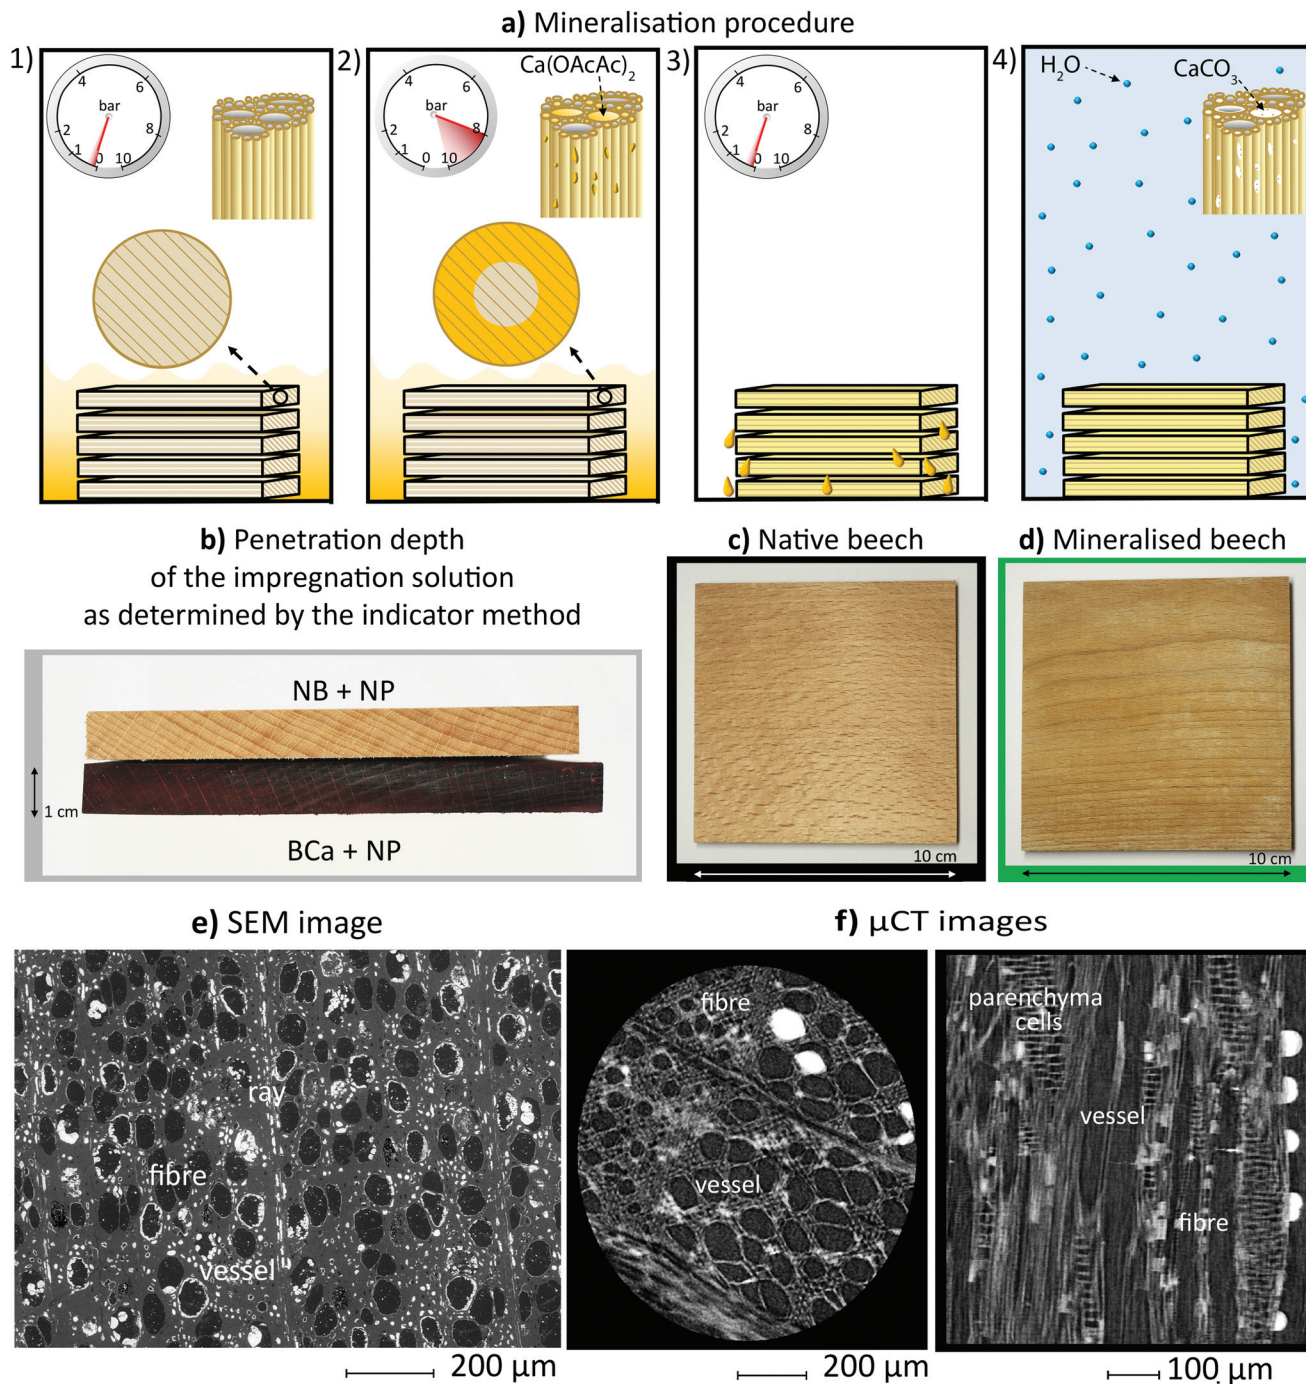 a) Mineralisation procedure
1)
4
6
bar
2
8
1
0
10
2)
4
6
bar
2
8
1
0
10
Ca(OAcAc)2
3)
4
6
bar
2
8
1
0
10
4)
H2O
CaCO3
b) Penetration depth
of the impregnation solution
as determined by the indicator method
NB + NP
1 cm
BCa + NP
c) Native beech
10 cm
d) Mineralised beech
10 cm
e) SEM image
ray
fibre
vessel
200 µm
f) µCT images
fibre
vessel
200 µm
parenchyma
cells
vessel
fibre
100 µm